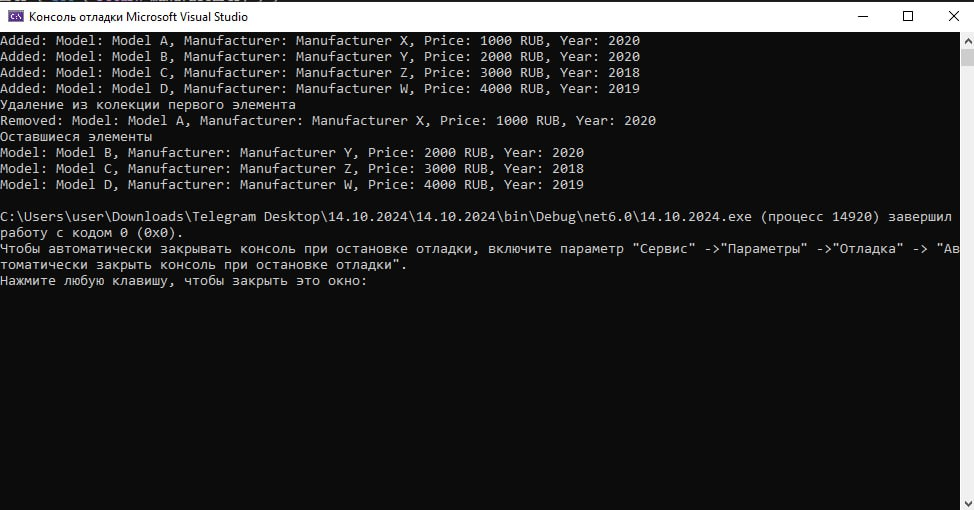 Консоль отладки Microsoft Visual Studio
Added: Model: Model A, Manufacturer: Manufacturer X, Price: 1000 RUB, Year: 2020
Added: Model: Model B, Manufacturer: Manufacturer Y, Price: 2000 RUB, Year: 2020
Added: Model: Model C, Manufacturer: Manufacturer Z, Price: 3000 RUB, Year: 2018
Added: Model: Model D, Manufacturer: Manufacturer W, Price: 4000 RUB, Year: 2019
Удаление из колекции первого элемента
Removed: Model: Model A, Manufacturer: Manufacturer X, Price: 1000 RUB, Year: 2020
Оставшиеся элементы
Model: Model B, Manufacturer: Manufacturer Y, Price: 2000 RUB, Year: 2020
Model: Model C, Manufacturer: Manufacturer Z, Price: 3000 RUB, Year: 2018
Model: Model D, Manufacturer: Manufacturer W, Price: 4000 RUB, Year: 2019
C:\Users\user\Downloads\Telegram Desktop\14.10.2024\14.10.2024\bin\Debug\net6.0\14.10.2024.exe (процесс 14920) завершил
работу с кодом 0 (0x0).
Чтобы автоматически закрывать консоль при остановке отладки, включите параметр "Сервис" ->"Параметры" ->"Отладка" -> "Ав
томатически закрыть консоль при остановке отладки".
Нажмите любую клавишу, чтобы закрыть это окно: